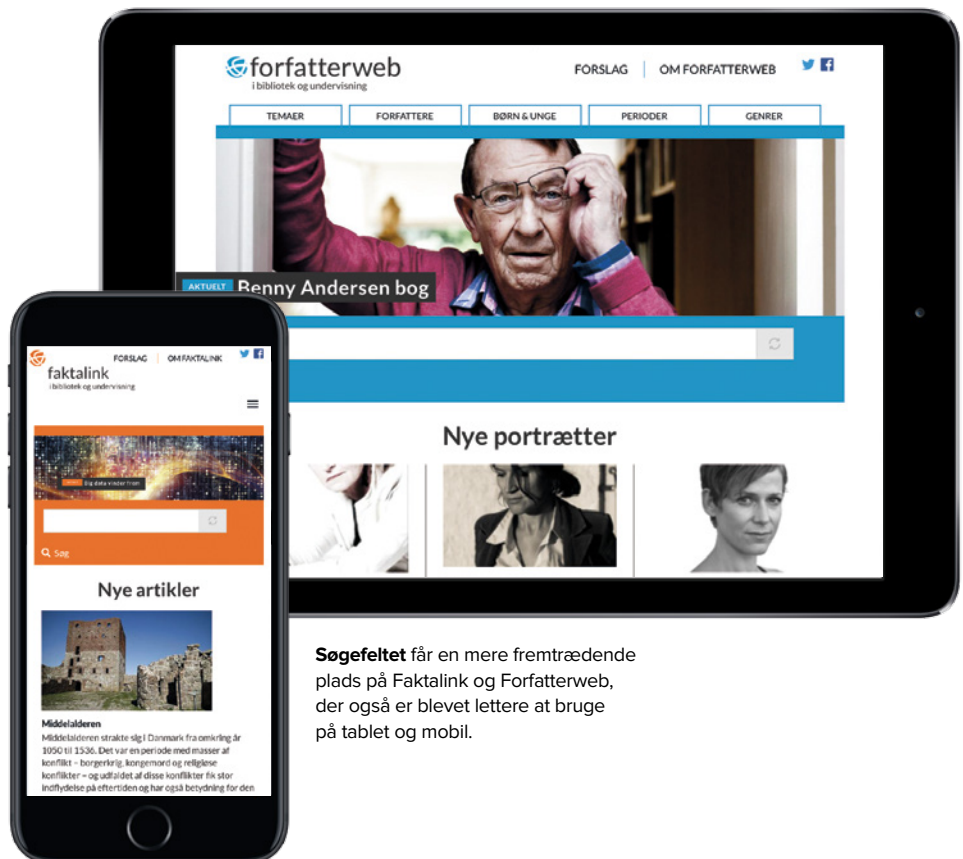 forfatterweb
i bibliotek og undervisning
FORSLAG OM FORFATTERWEB
TEMAER FORFATTERE BØRN & UNGE PERIODER GENRER
AKTUELT Benny Andersen bog
Nye portrætter
FORSLAG OM FAKTALINK
faktalink
i bibliotek og undervisning
Big data vinder frem
Søg
Nye artikler
Middelalderen
Middelalderen strakte sig i Danmark fra omkring år
1050 til 1536. Det var en periode med masser af
konflikt – borgerkrig, kongemord og religiøse
konflikter – og udfaldet af disse konflikter fik stor
indflydelse på eftertiden og har også betydning for den
Søgefeltet får en mere fremtrædende
plads på Faktalink og Forfatterweb,
der også er blevet lettere at bruge
på tablet og mobil.